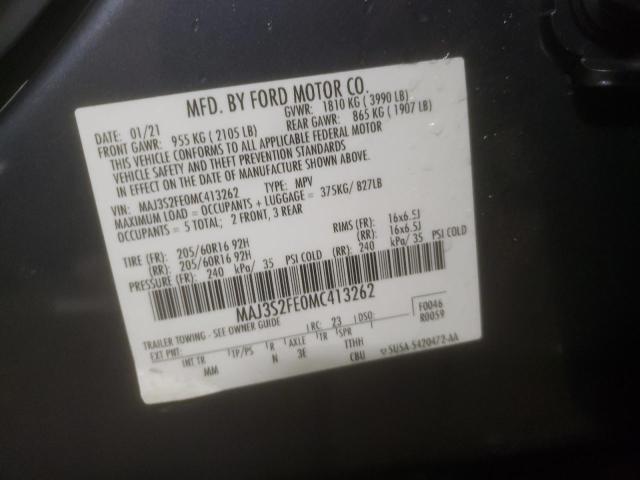 MFD. BY FORD MOTOR CO.
DATE: 01/21 GVWR: 1810 KG ( 3990 LB)
FRONT GAWR: 955 KG ( 2105 LB) REAR GAWR: 865 KG ( 1907 LB)
THIS VEHICLE CONFORMS TO ALL APPLICABLE FEDERAL MOTOR
VEHICLE SAFETY AND THEFT PREVENTION STANDARDS
IN EFFECT ON THE DATE OF MANUFACTURE SHOWN ABOVE.
VIN: MAJ3S2FE0MC413262 TYPE: MPV
MAXIMUM LOAD = OCCUPANTS + LUGGAGE = 375KG/ 827LB
OCCUPANTS = 5 TOTAL; 2 FRONT, 3 REAR
TIRE (FR): 205/60R16 92H RIMS (FR): 16x6.5J
(RR): 205/60R16 92H (RR): 16x6.5J
PRESSURE (FR): 240 kPa/ 35 PSI COLD (RR): 240 kPa/ 35 PSI COLD
MAJ3S2FE0MC413262
TRAILER TOWING - SEE OWNER GUIDE
F0046
R0059
RC: 23 DSO:
EXT PNT: INT TR TP/PS R AXLE TR SPR
MM N 3E TTHH
CBU 5USA-5420472-AA